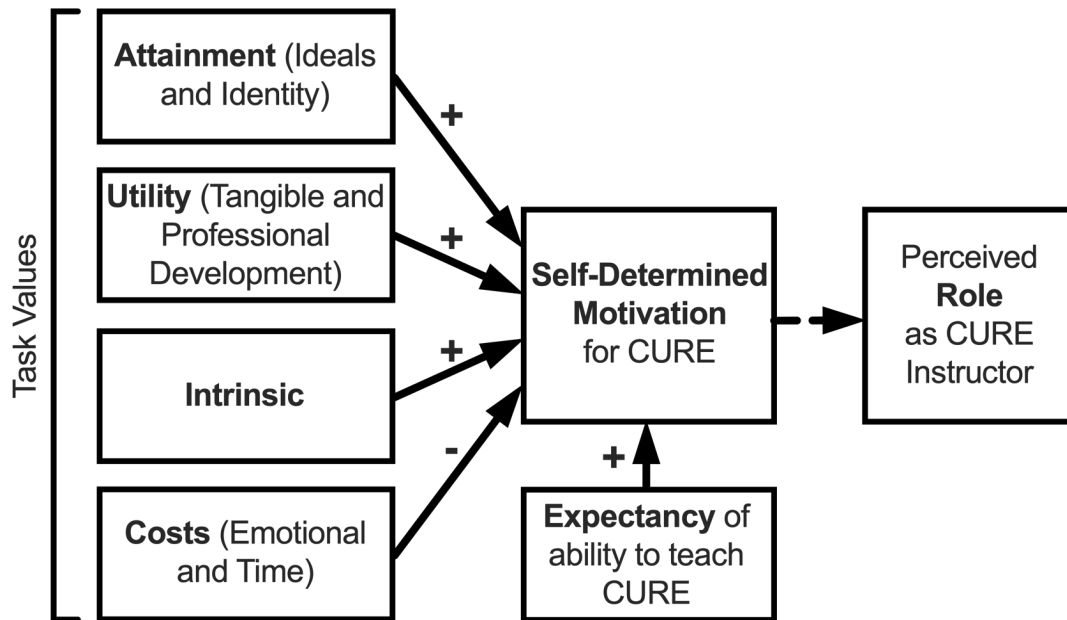 Task Values
Attainment (Ideals
and Identity)
+
Utility (Tangible and
Professional
Development)
+
Intrinsic
+
Costs (Emotional
and Time)
-
Self-Determined
Motivation
for CURE
+
Expectancy of
ability to teach
CURE
Perceived
Role
as CURE
Instructor